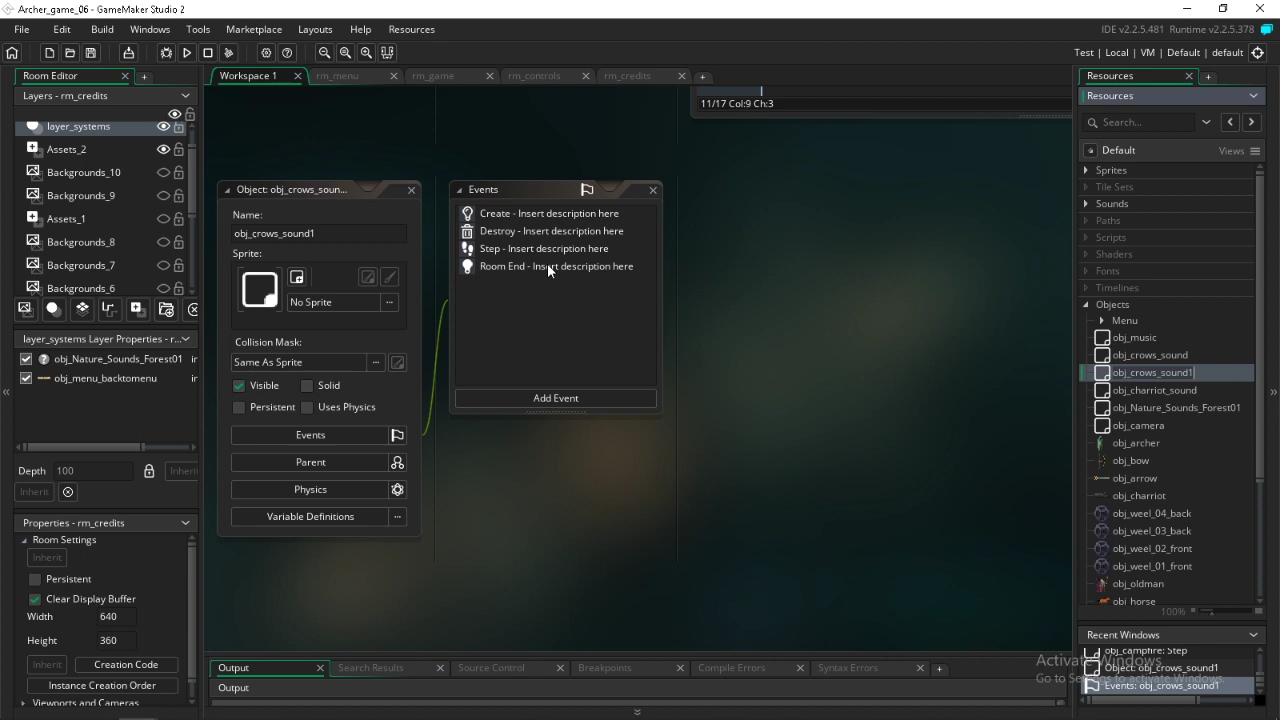 Archer_game_06 - GameMaker Studio 2
File Edit Build Windows Tools Marketplace Layouts Help Resources
IDE v2.2.5.481 Runtime v2.2.5.378
Test | Local | VM | Default | default
Room Editor
Workspace 1
rm_menu
rm_game
rm_controls
rm_credits
Resources
Layers - rm_credits
layer_systems
Assets_2
Backgrounds_10
Backgrounds_9
Assets_1
Backgrounds_8
Backgrounds_7
Backgrounds_6
layer_systems Layer Properties - r...
obj_Nature_Sounds_Forest01 ir
obj_menu_backtomenu ir
Depth 100 Inheri
Inherit
Properties - rm_credits
Room Settings
Inherit
Persistent
Clear Display Buffer
Width 640
Height 360
Inherit Creation Code
Instance Creation Order
Viewports and Cameras
11/17 Col:9 Ch:3
Object: obj_crows_soun...
Name:
obj_crows_sound1
Sprite:
No Sprite ...
Collision Mask:
Same As Sprite ...
Visible Solid
Persistent Uses Physics
Events
Parent
Physics
Variable Definitions ...
Events
Create - Insert description here
Destroy - Insert description here
Step - Insert description here
Room End - Insert description here
Add Event
Output
Search Results
Source Control
Breakpoints
Compile Errors
Syntax Errors
Output
Resources
Search...
Default Views
Sprites
Tile Sets
Sounds
Paths
Scripts
Shaders
Fonts
Timelines
Objects
Menu
obj_music
obj_crows_sound
obj_crows_sound1
obj_charriot_sound
obj_Nature_Sounds_Forest01
obj_camera
obj_archer
obj_bow
obj_arrow
obj_charriot
obj_weel_04_back
obj_weel_03_back
obj_weel_02_front
obj_weel_01_front
obj_oldman
obj_horse
100%
Recent Windows
obj_campfire: Step
Object: obj_crows_sound1
Events: obj_crows_sound1
Activate Windows
Go to Settings to activate Windows.